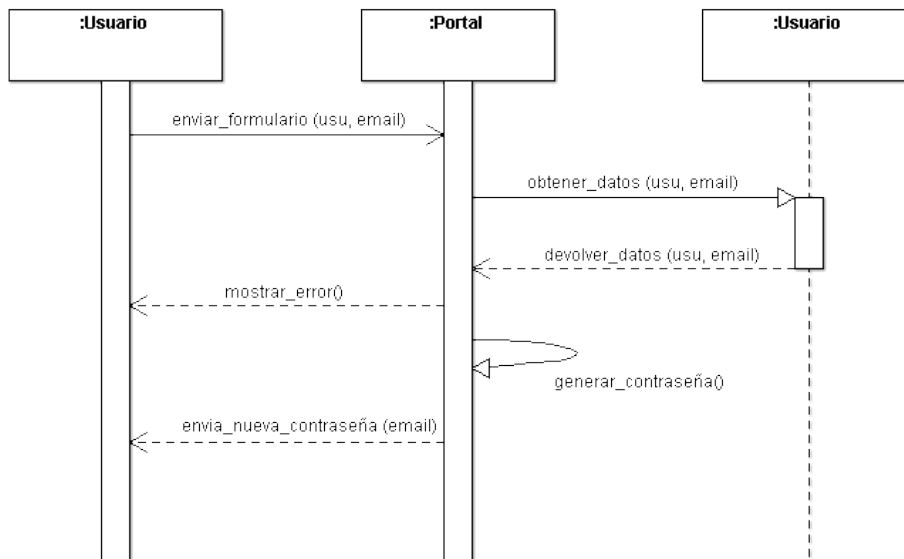 :Usuario
:Portal
:Usuario
enviar_formulario (usu, email)
obtener_datos (usu, email)
devolver_datos (usu, email)
mostrar_error()
generar_contraseña()
envia_nueva_contraseña (email)